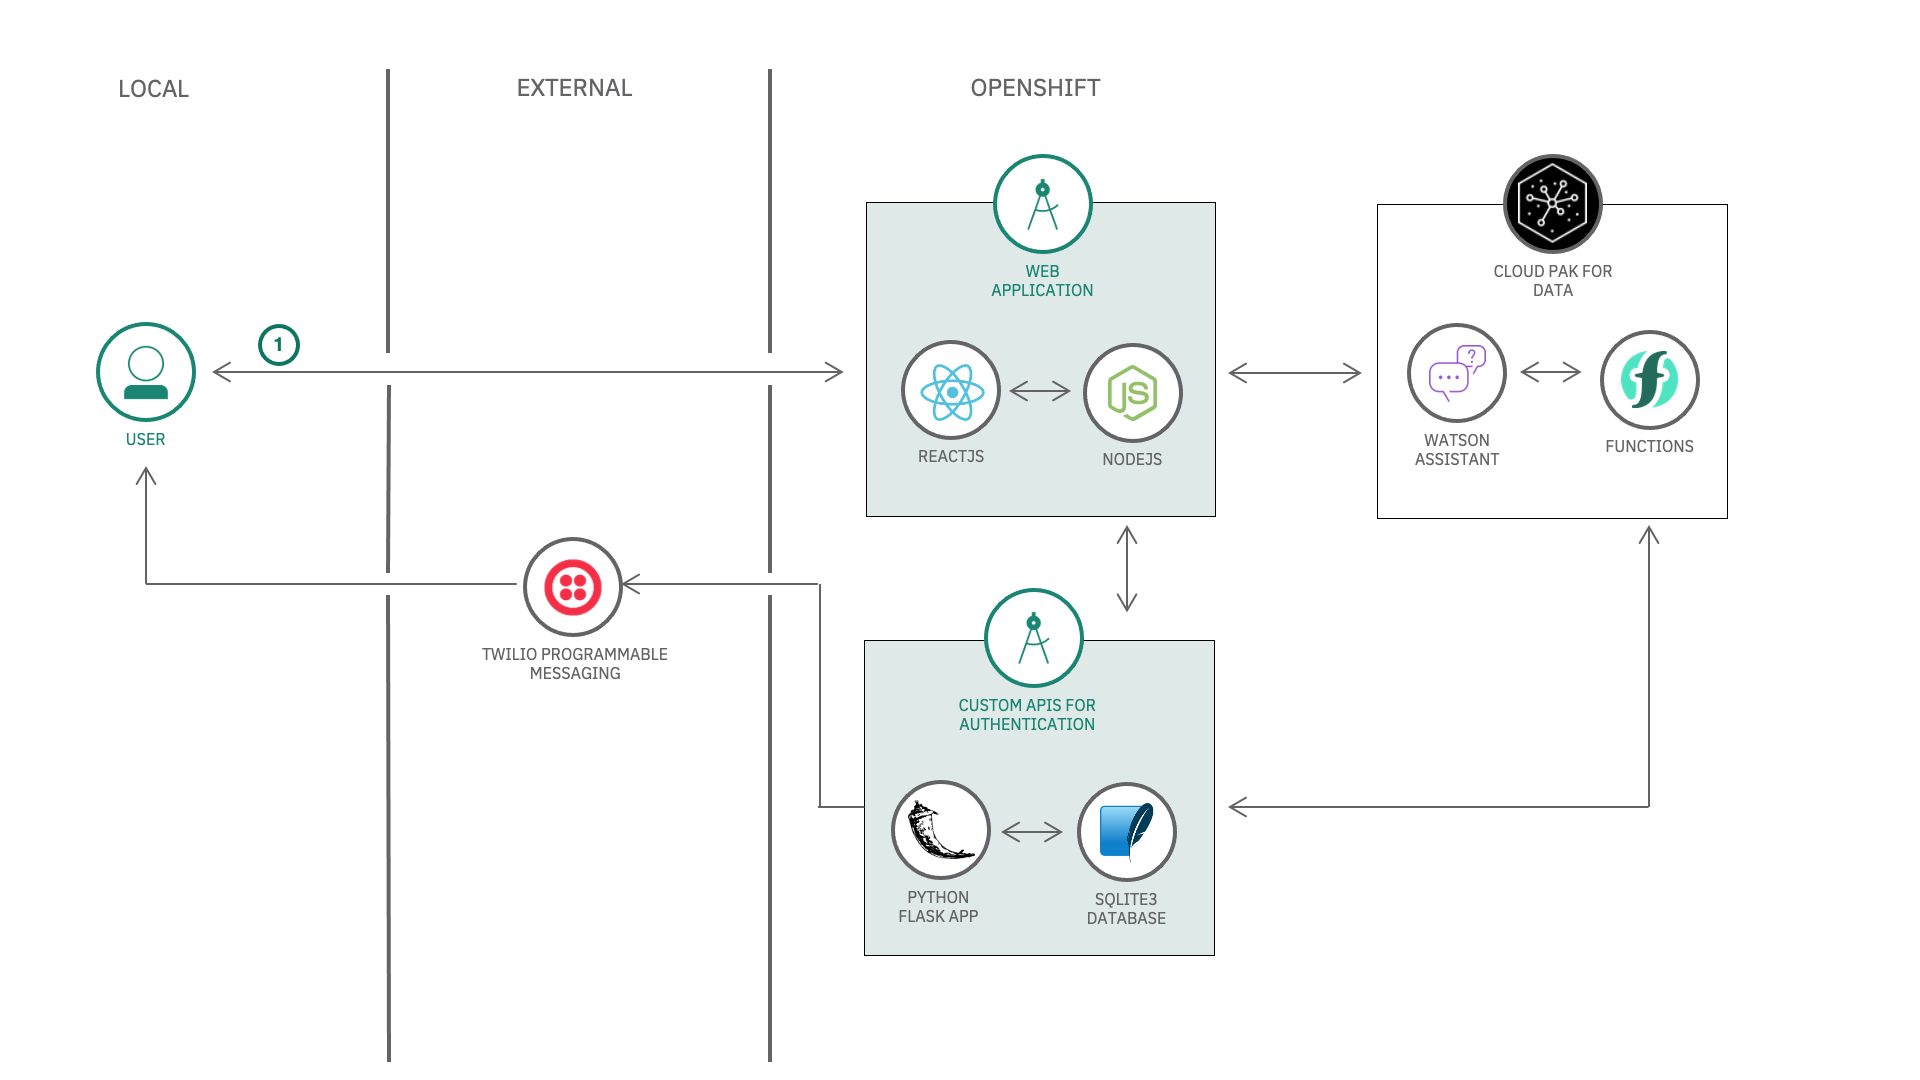 LOCAL
EXTERNAL
OPENSHIFT
WEB
APPLICATION
CLOUD PAK FOR
DATA
1
?
USER
REACTJS
JS
NODEJS
WATSON
ASSISTANT
f
FUNCTIONS
TWILIO PROGRAMMABLE
MESSAGING
CUSTOM APIS FOR
AUTHENTICATION
PYTHON
FLASK APP
SQLITE3
DATABASE